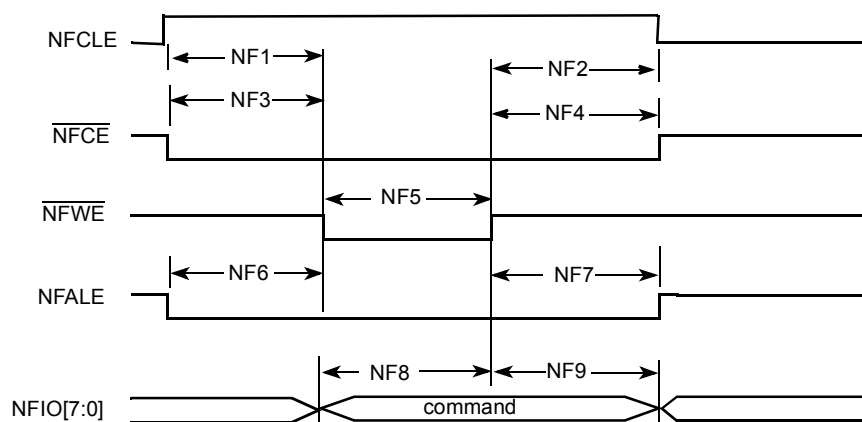 NFCLE
NF1 NF2
NF3 NF4
NFCE
NF5
NFWE
NF6 NF7
NFALE
NF8 NF9
NFIO[7:0] command